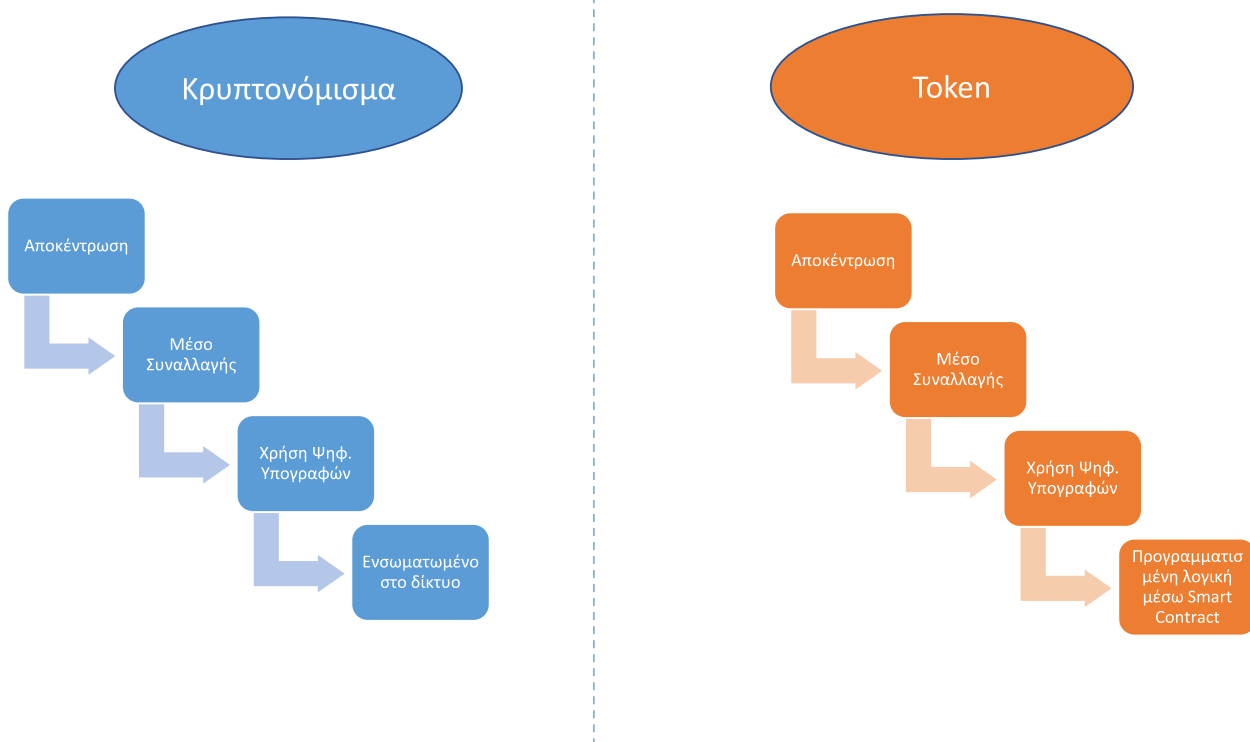 Κρυπτονόμισμα
Αποκέντρωση
Μέσο
Συναλλαγής
Χρήση Ψηφ.
Υπογραφών
Ενσωματωμένο
στο δίκτυο
Token
Αποκέντρωση
Μέσο
Συναλλαγής
Χρήση Ψηφ.
Υπογραφών
Προγραμματισ
μένη λογική
μέσω Smart
Contract